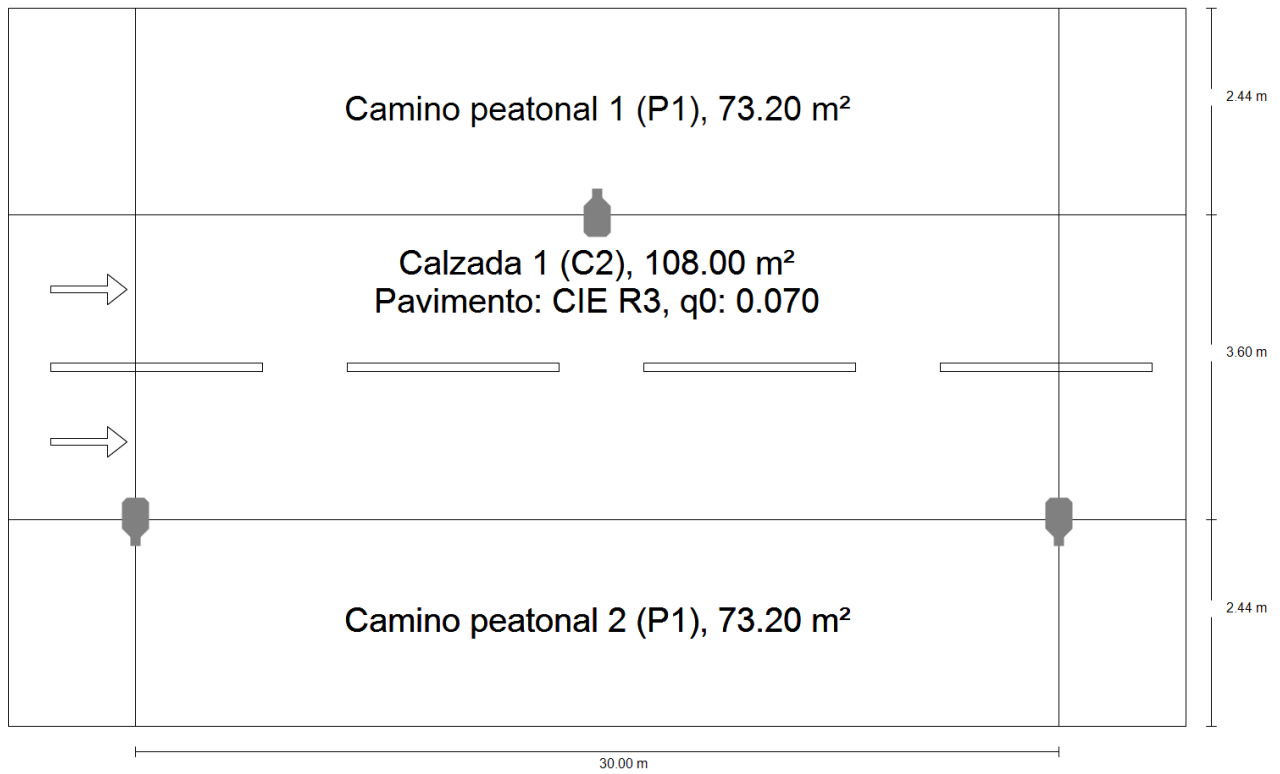 Camino peatonal 1 (P1), 73.20 m²
2.44 m
Calzada 1 (C2), 108.00 m²
Pavimento: CIE R3, q0: 0.070
3.60 m
Camino peatonal 2 (P1), 73.20 m²
2.44 m
30.00 m